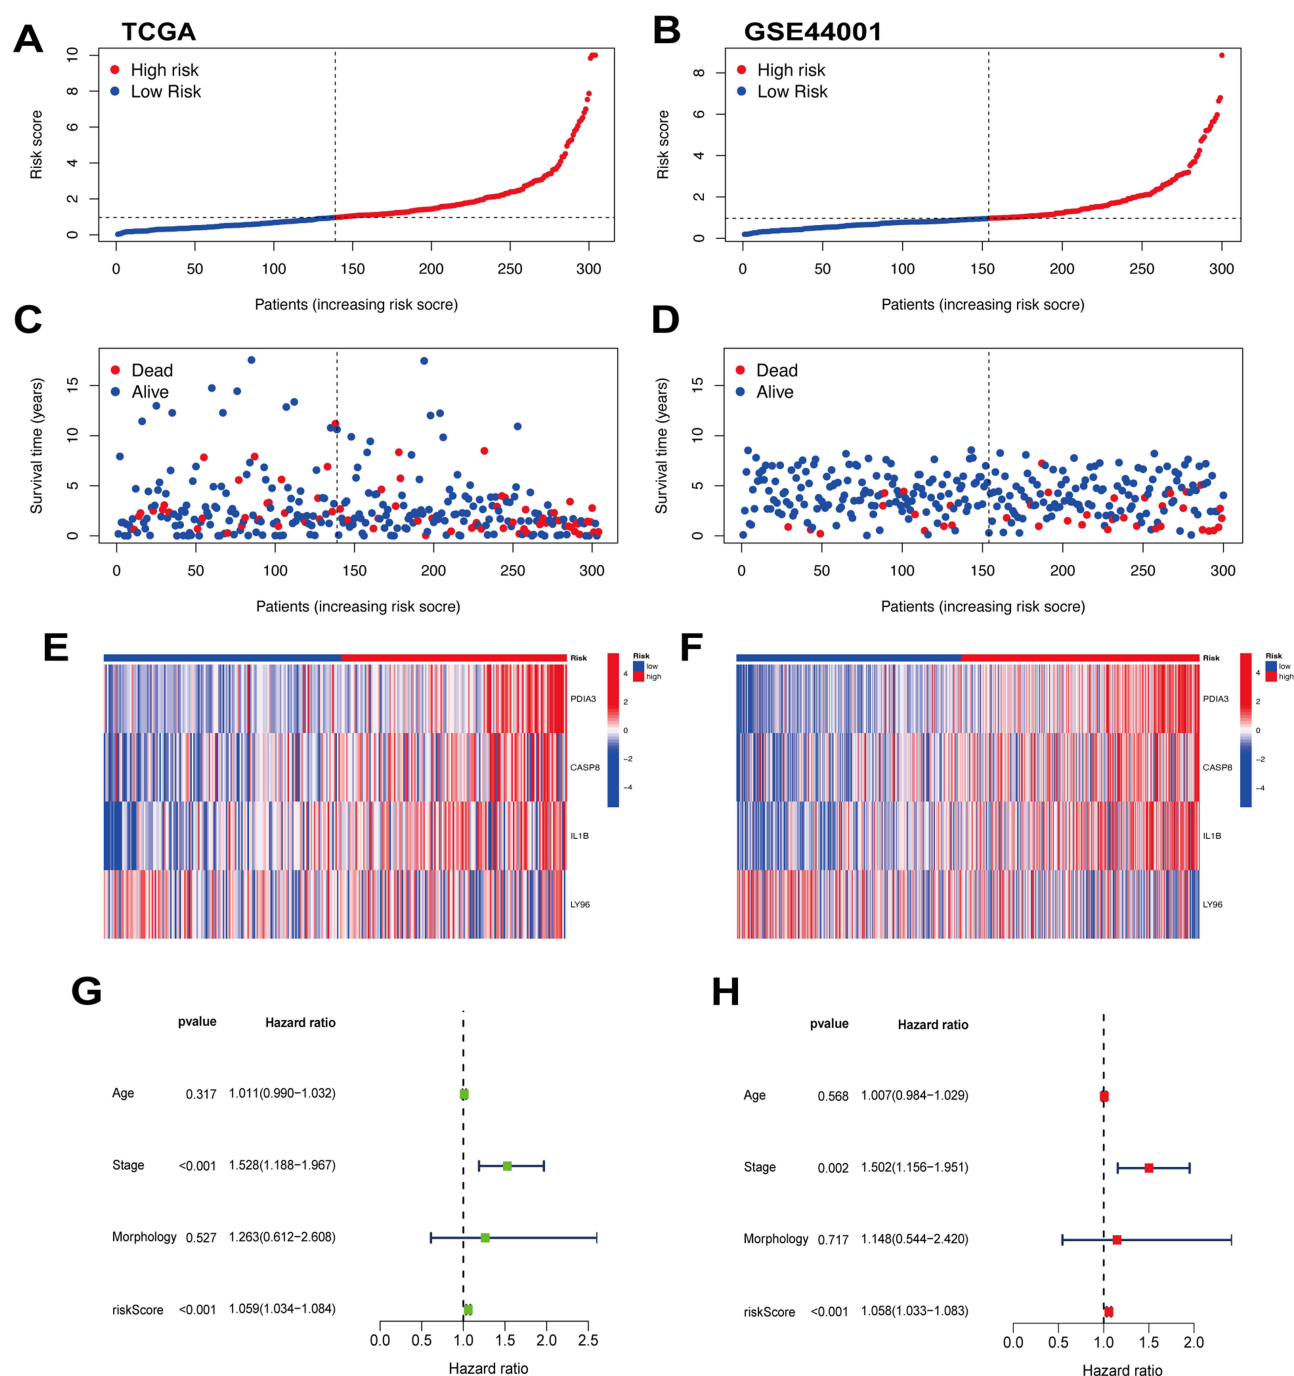 A TCGA
10
8
6
4
2
0
Risk score
High risk
Low Risk
0 50 100 150 200 250 300
Patients (increasing risk socre)
B GSE44001
8
6
4
2
0
Risk score
High risk
Low Risk
0 50 100 150 200 250 300
Patients (increasing risk socre)
C
15
10
5
0
Survival time (years)
Dead
Alive
0 50 100 150 200 250 300
Patients (increasing risk socre)
D
15
10
5
0
Survival time (years)
Dead
Alive
0 50 100 150 200 250 300
Patients (increasing risk socre)
E
Risk
PDIA3
CASP8
IL1B
LY96
4
2
0
−2
−4
Risk
low
high
F
Risk
PDIA3
CASP8
IL1B
LY96
4
2
0
−2
−4
Risk
low
high
G
pvalue Hazard ratio
Age 0.317 1.011(0.990−1.032)
Stage <0.001 1.528(1.188−1.967)
Morphology 0.527 1.263(0.612−2.608)
riskScore <0.001 1.059(1.034−1.084)
0.0 0.5 1.0 1.5 2.0 2.5
Hazard ratio
H
pvalue Hazard ratio
Age 0.568 1.007(0.984−1.029)
Stage 0.002 1.502(1.156−1.951)
Morphology 0.717 1.148(0.544−2.420)
riskScore <0.001 1.058(1.033−1.083)
0.0 0.5 1.0 1.5 2.0
Hazard ratio